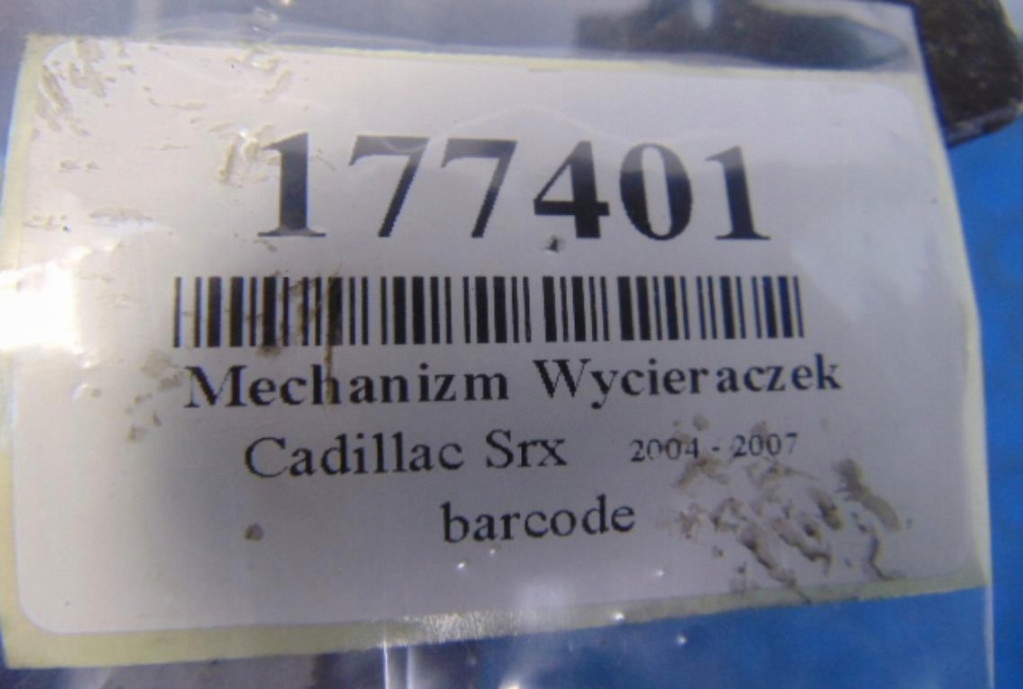 177401
Mechanizm Wycieraczek
Cadillac Srx 2004 - 2007
barcode